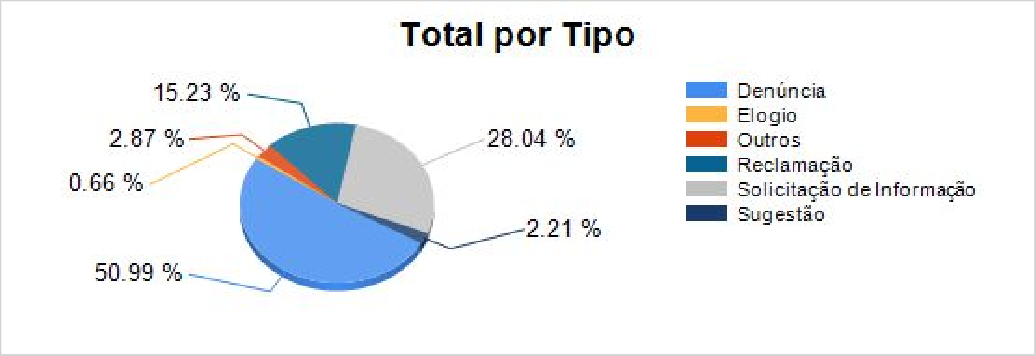 Total por Tipo
15.23 %
2.87 %
0.66 %
50.99 %
28.04 %
2.21 %
Denúncia
Elogio
Outros
Reclamação
Solicitação de Informação
Sugestão